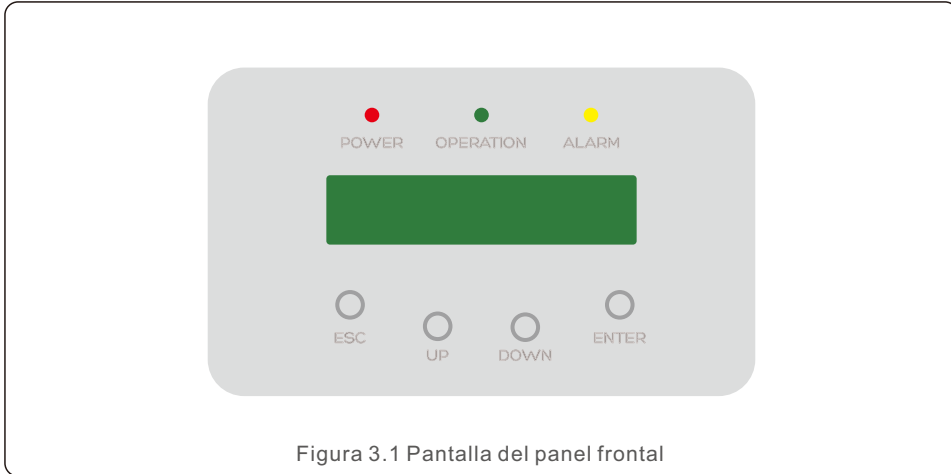 POWER OPERATION ALARM
ESC UP DOWN ENTER
Figura 3.1 Pantalla del panel frontal